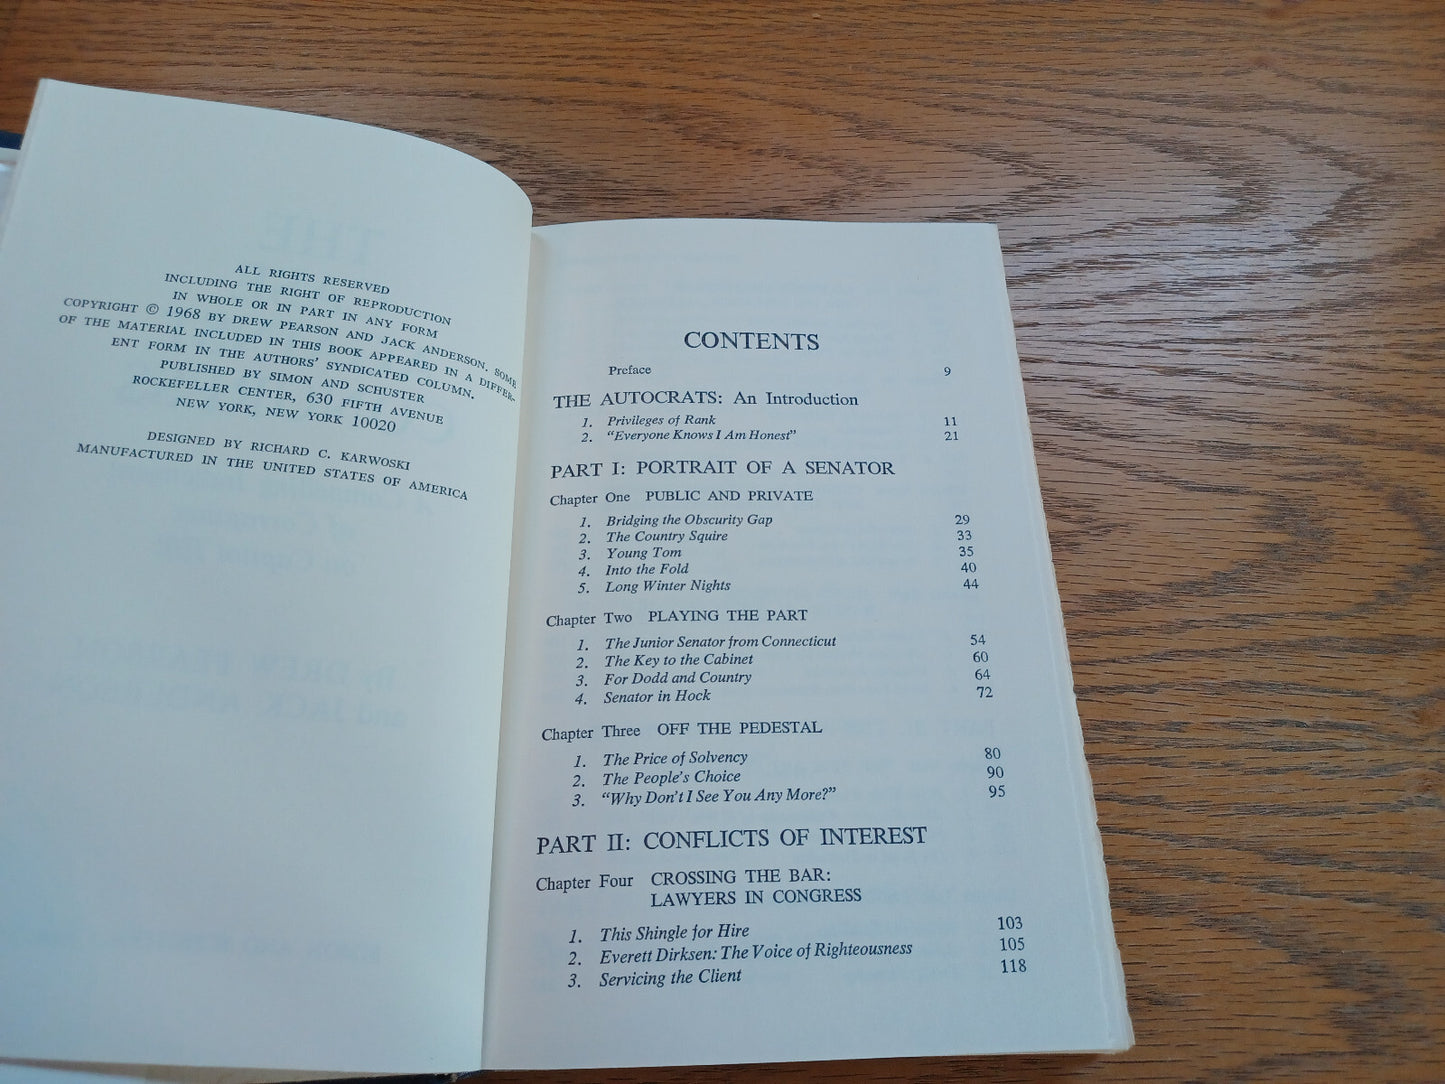 ALL RIGHTS RESERVED
INCLUDING THE RIGHT OF REPRODUCTION
IN WHOLE OR IN PART IN ANY FORM
COPYRIGHT © 1968 BY DREW PEARSON AND JACK ANDERSON. SOME
OF THE MATERIAL INCLUDED IN THIS BOOK APPEARED IN A DIFFER-
ENT FORM IN THE AUTHORS' SYNDICATED COLUMN.
PUBLISHED BY SIMON AND SCHUSTER
ROCKEFELLER CENTER, 630 FIFTH AVENUE
NEW YORK, NEW YORK 10020
DESIGNED BY RICHARD C. KARWOSKI
MANUFACTURED IN THE UNITED STATES OF AMERICA
CONTENTS
Preface 9
THE AUTOCRATS: An Introduction
1. Privileges of Rank 11
2. "Everyone Knows I Am Honest" 21
PART I: PORTRAIT OF A SENATOR
Chapter One PUBLIC AND PRIVATE
1. Bridging the Obscurity Gap 29
2. The Country Squire 33
3. Young Tom 35
4. Into the Fold 40
5. Long Winter Nights 44
Chapter Two PLAYING THE PART
1. The Junior Senator from Connecticut 54
2. The Key to the Cabinet 60
3. For Dodd and Country 64
4. Senator in Hock 72
Chapter Three OFF THE PEDESTAL
1. The Price of Solvency 80
2. The People's Choice 90
3. "Why Don't I See You Any More?" 95
PART II: CONFLICTS OF INTEREST
Chapter Four CROSSING THE BAR:
LAWYERS IN CONGRESS
1. This Shingle for Hire 103
2. Everett Dirksen: The Voice of Righteousness 105
3. Servicing the Client 118